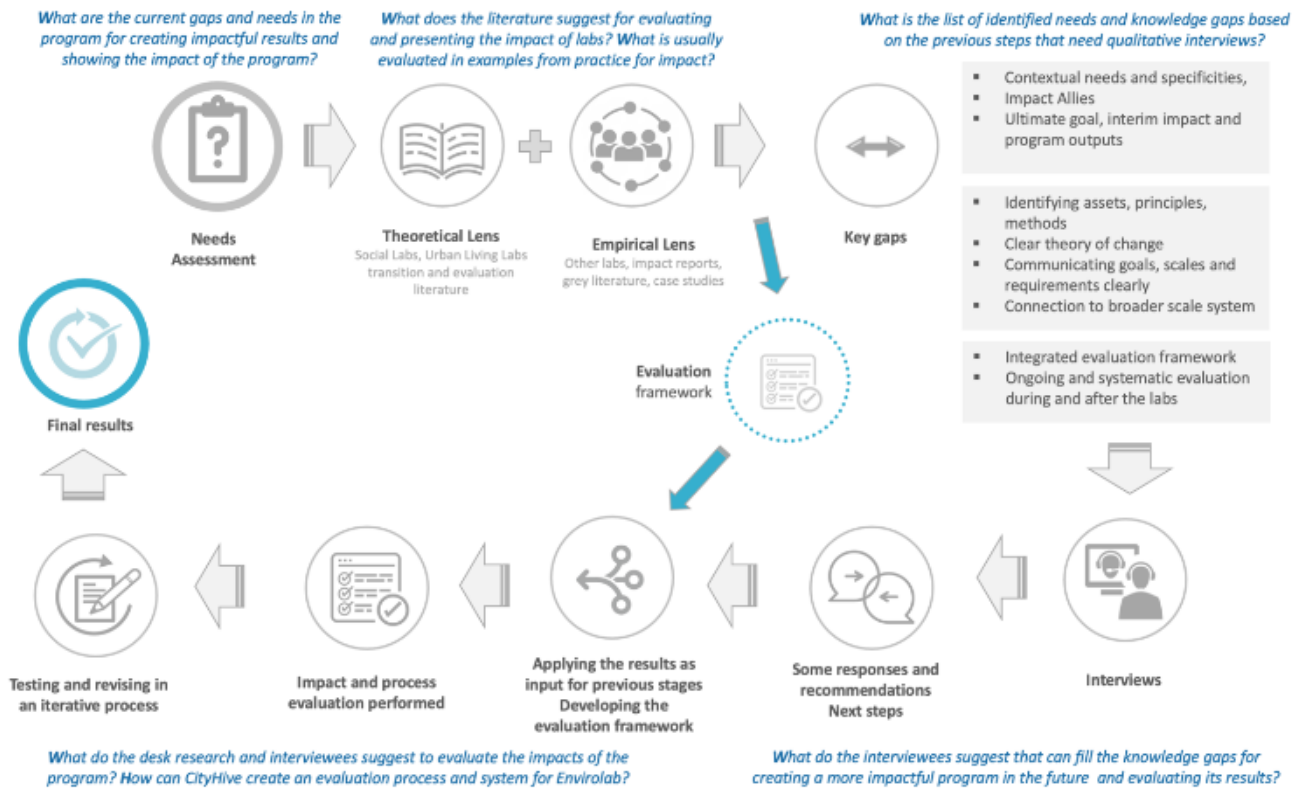 What are the current gaps and needs in the
program for creating impactful results and
showing the impact of the program?
What does the literature suggest for evaluating
and presenting the impact of labs? What is usually
evaluated in examples from practice for impact?
What is the list of identified needs and knowledge gaps based
on the previous steps that need qualitative interviews?
?
Needs
Assessment
Theoretical Lens
Social Labs, Urban Living Labs
transition and evaluation
literature
Empirical Lens
Other labs, impact reports,
grey literature, case studies
Key gaps
▪ Contextual needs and specificities,
▪ Impact Allies
▪ Ultimate goal, interim impact and
program outputs
▪ Identifying assets, principles,
methods
▪ Clear theory of change
▪ Communicating goals, scales and
requirements clearly
▪ Connection to broader scale system
▪ Integrated evaluation framework
▪ Ongoing and systematic evaluation
during and after the labs
Evaluation
framework
Final results
Testing and revising in
an iterative process
Impact and process
evaluation performed
Applying the results as
input for previous stages
Developing the
evaluation framework
Some responses and
recommendations
Next steps
Interviews
What do the desk research and interviewees suggest to evaluate the impacts of the
program? How can CityHive create an evaluation process and system for Envirolab?
What do the interviewees suggest that can fill the knowledge gaps for
creating a more impactful program in the future and evaluating its results?